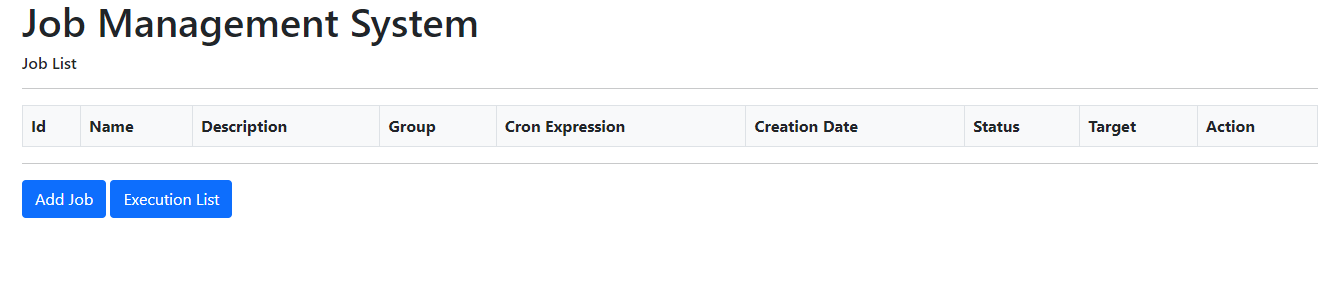 Job Management System
Job List
Id Name Description Group Cron Expression Creation Date Status Target Action
Add Job Execution List